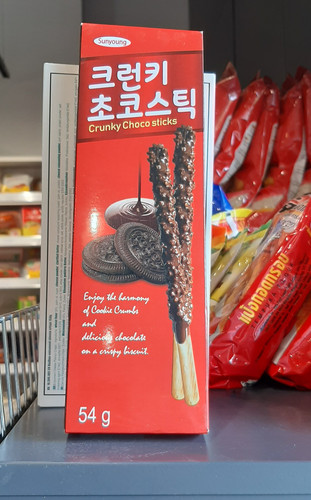 Sunyoung
크런키
초코스틱
Crunky Choco sticks
Enjoy the harmony
of Cookie Crumbs
and
delicious chocolate
on a crispy biscuit.
54 g